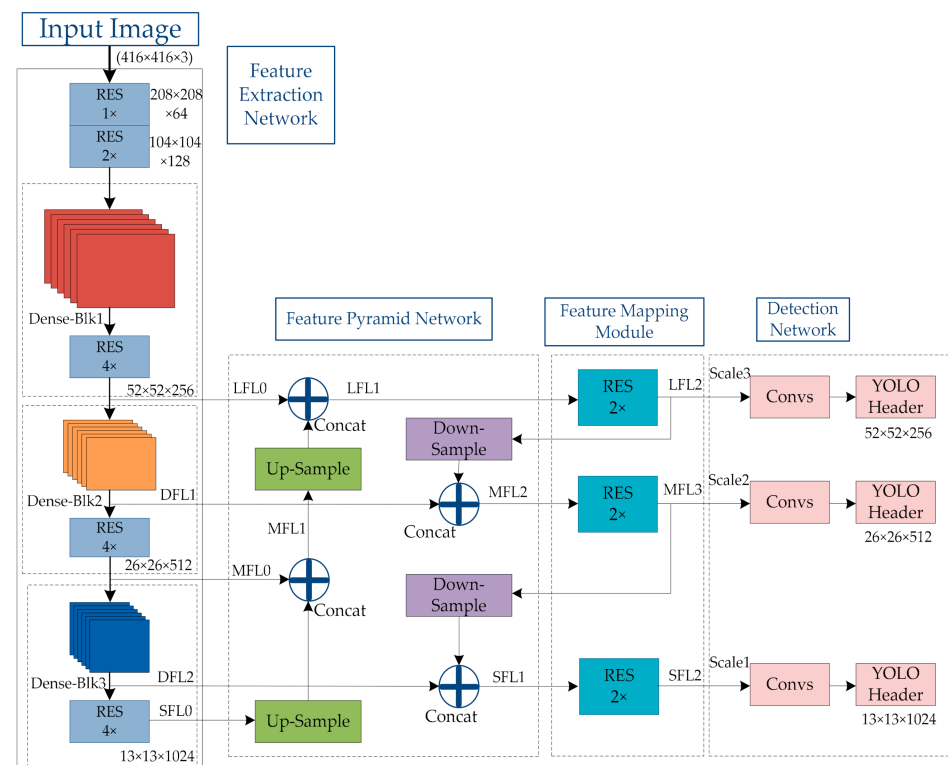 Input Image
(416×416×3)
Feature
Extraction
Network
RES
1×
208×208
×64
RES
2×
104×104
×128
Dense-Blk1
RES
4×
52×52×256
Dense-Blk2
RES
4×
26×26×512
Dense-Blk3
RES
4×
13×13×1024
Feature Pyramid Network
LFL0
LFL1
Concat
Up-Sample
Down-
Sample
DFL1
MFL2
Concat
MFL1
MFL0
Concat
Down-
Sample
DFL2
SFL1
Concat
SFL0
Up-Sample
Feature Mapping
Module
RES
2×
LFL2
RES
2×
MFL3
RES
2×
SFL2
Detection
Network
Scale3
Convs
YOLO
Header
52×52×256
Scale2
Convs
YOLO
Header
26×26×512
Scale1
Convs
YOLO
Header
13×13×1024